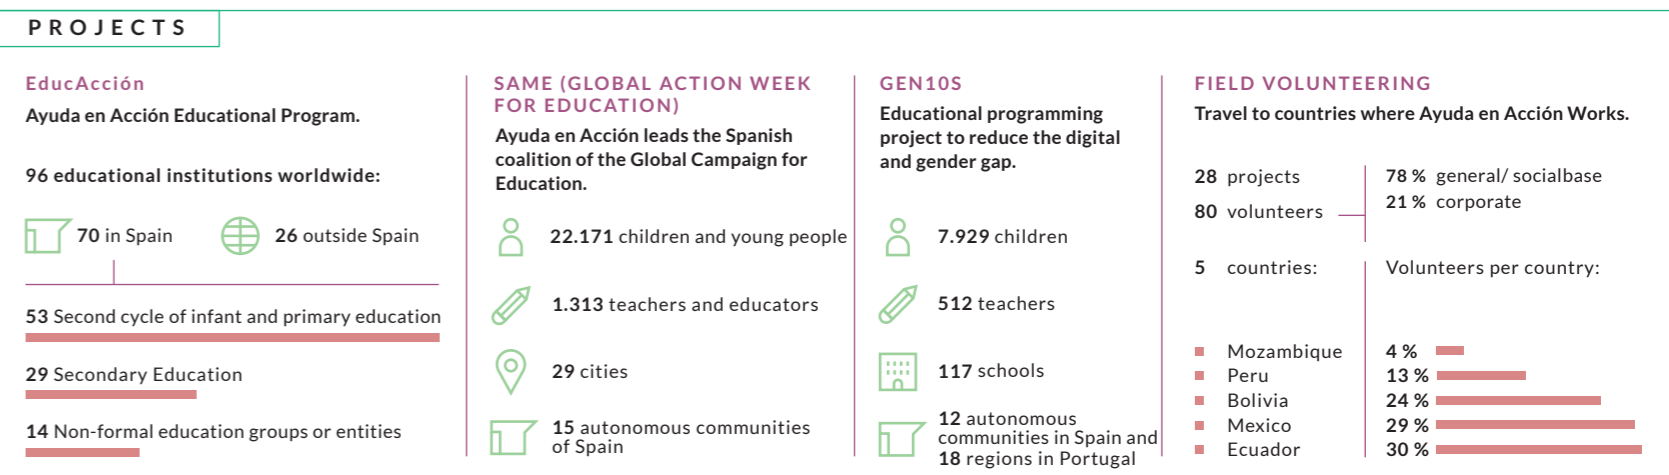 PROJECTS
EducAcción
Ayuda en Acción Educational Program.
96 educational institutions worldwide:
70 in Spain
26 outside Spain
53 Second cycle of infant and primary education
29 Secondary Education
14 Non-formal education groups or entities
SAME (GLOBAL ACTION WEEK
FOR EDUCATION)
Ayuda en Acción leads the Spanish
coalition of the Global Campaign for
Education.
22.171 children and young people
1.313 teachers and educators
29 cities
15 autonomous communities
of Spain
GEN10S
Educational programming
project to reduce the digital
and gender gap.
7.929 children
512 teachers
117 schools
12 autonomous
communities in Spain and
18 regions in Portugal
FIELD VOLUNTEERING
Travel to countries where Ayuda en Acción Works.
28 projects
80 volunteers
78 % general/ socialbase
21 % corporate
5 countries:
Volunteers per country:
Mozambique 4 %
Peru 13 %
Bolivia 24 %
Mexico 29 %
Ecuador 30 %